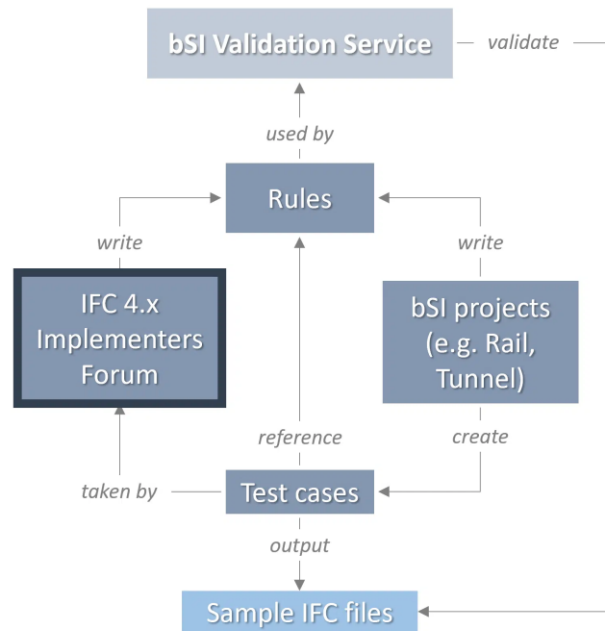 bSI Validation Service
validate
used by
Rules
write
write
IFC 4.x
Implementers
Forum
bSI projects
(e.g. Rail,
Tunnel)
reference
create
taken by
Test cases
output
Sample IFC files